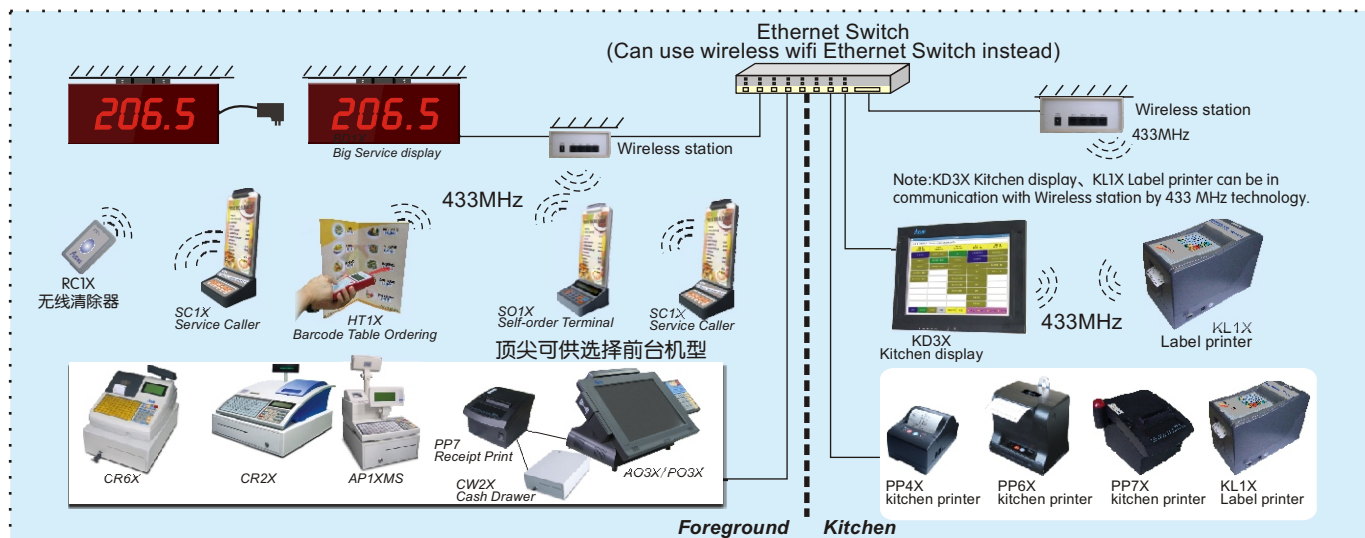 Ethernet Switch
(Can use wireless wifi Ethernet Switch instead)
206.5
206.5
Big Service display
Wireless station
Wireless station
433MHz
Note:KD3X Kitchen display、KL1X Label printer can be in
communication with Wireless station by 433 MHz technology.
433MHz
RC1X
无线清除器
SC1X
Service Caller
HT1X
Barcode Table Ordering
SO1X
Self-order Terminal
SC1X
Service Caller
433MHz
KD3X
Kitchen display
KL1X
Label printer
顶尖可供选择前台机型
CR6X
CR2X
AP1XMS
PP7
Receipt Print
CW2X
Cash Drawer
AO3X/PO3X
PP4X
kitchen printer
PP6X
kitchen printer
PP7X
kitchen printer
KL1X
Label printer
Foreground
Kitchen